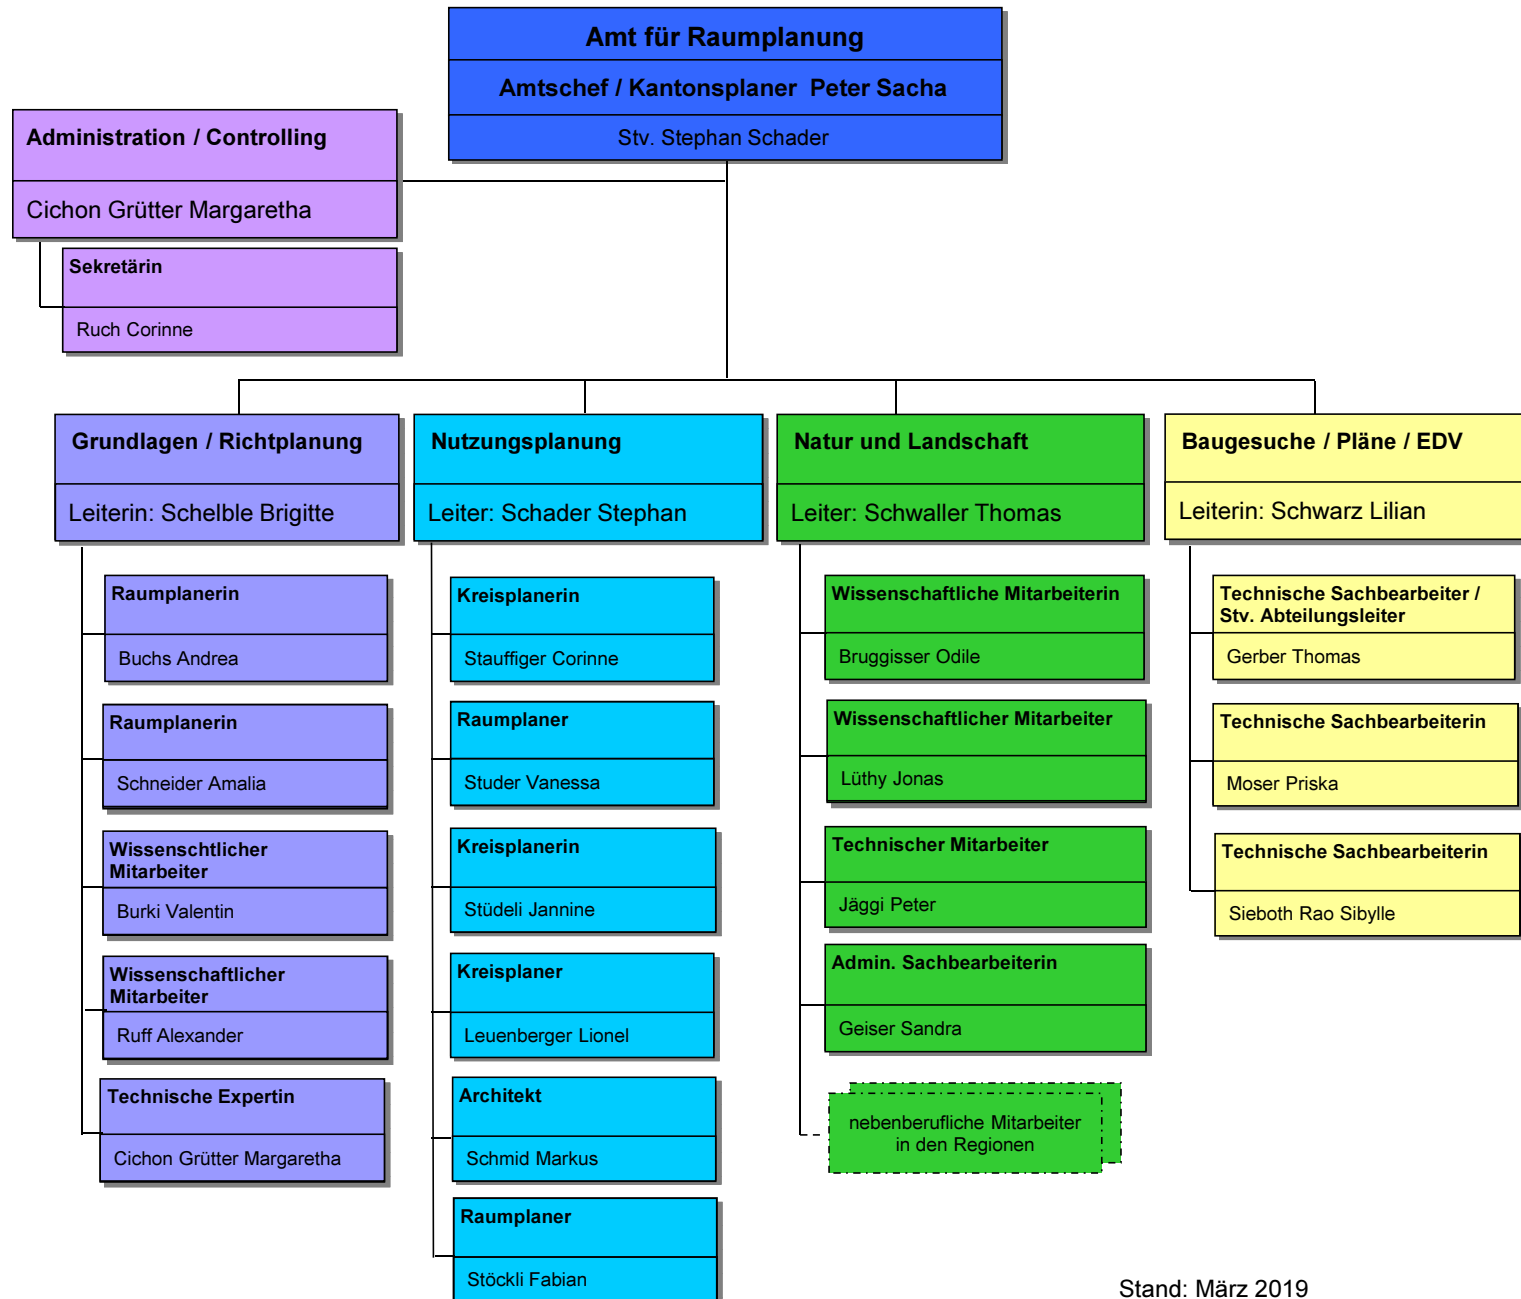 Amt für Raumplanung
Amtschef / Kantonsplaner Peter Sacha
Stv. Stephan Schader
Administration / Controlling
Cichon Grütter Margaretha
Sekretärin
Ruch Corinne
Grundlagen / Richtplanung
Leiterin: Schelble Brigitte
Raumplanerin
Buchs Andrea
Raumplanerin
Schneider Amalia
Wissenschtlicher
Mitarbeiter
Burki Valentin
Wissenschaftlicher
Mitarbeiter
Ruff Alexander
Technische Expertin
Cichon Grütter Margaretha
Nutzungsplanung
Leiter: Schader Stephan
Kreisplanerin
Stauffiger Corinne
Raumplaner
Studer Vanessa
Kreisplanerin
Stüdeli Jannine
Kreisplaner
Leuenberger Lionel
Architekt
Schmid Markus
Raumplaner
Stöckli Fabian
Natur und Landschaft
Leiter: Schwaller Thomas
Wissenschaftliche Mitarbeiterin
Bruggisser Odile
Wissenschaftlicher Mitarbeiter
Lüthy Jonas
Technischer Mitarbeiter
Jäggi Peter
Admin. Sachbearbeiterin
Geiser Sandra
nebenberufliche Mitarbeiter
in den Regionen
Baugesuche / Pläne / EDV
Leiterin: Schwarz Lilian
Technische Sachbearbeiter /
Stv. Abteilungsleiter
Gerber Thomas
Technische Sachbearbeiterin
Moser Priska
Technische Sachbearbeiterin
Sieboth Rao Sibylle
Stand: März 2019